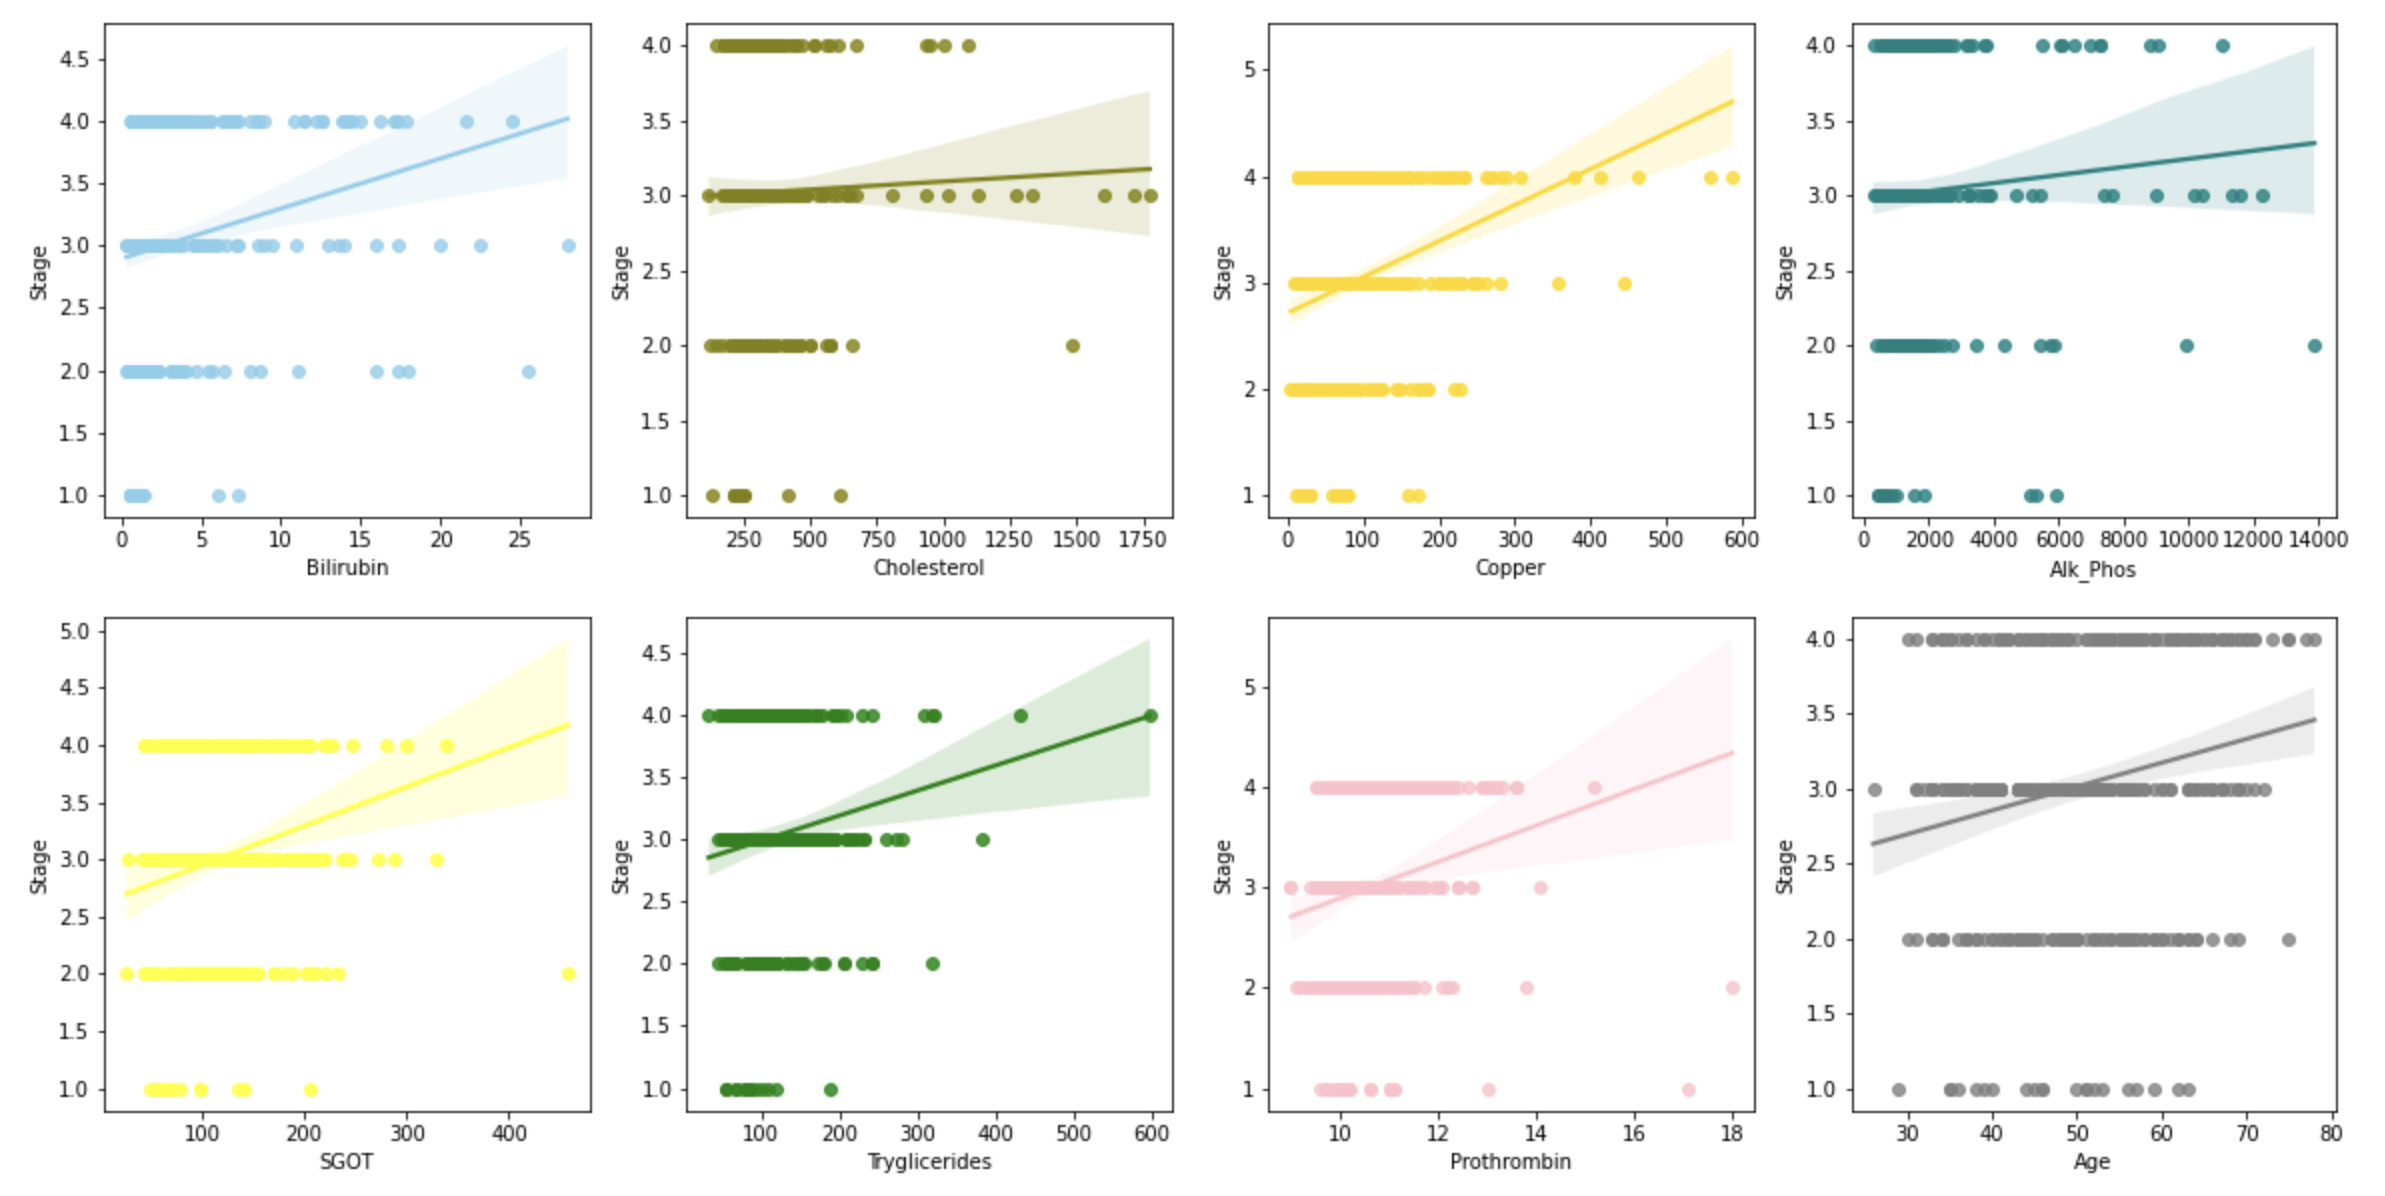 4.5
4.0
3.5
3.0
2.5
2.0
1.5
1.0
Stage
0 5 10 15 20 25
Bilirubin
4.0
3.5
3.0
2.5
2.0
1.5
1.0
Stage
250 500 750 1000 1250 1500 1750
Cholesterol
5
4
3
2
1
Stage
0 100 200 300 400 500 600
Copper
4.0
3.5
3.0
2.5
2.0
1.5
1.0
Stage
0 2000 4000 6000 8000 10000 12000 14000
Alk_Phos
5.0
4.5
4.0
3.5
3.0
2.5
2.0
1.5
1.0
Stage
100 200 300 400
SGOT
4.5
4.0
3.5
3.0
2.5
2.0
1.5
1.0
Stage
100 200 300 400 500 600
Tryglicerides
5
4
3
2
1
Stage
10 12 14 16 18
Prothrombin
4.0
3.5
3.0
2.5
2.0
1.5
1.0
Stage
30 40 50 60 70 80
Age